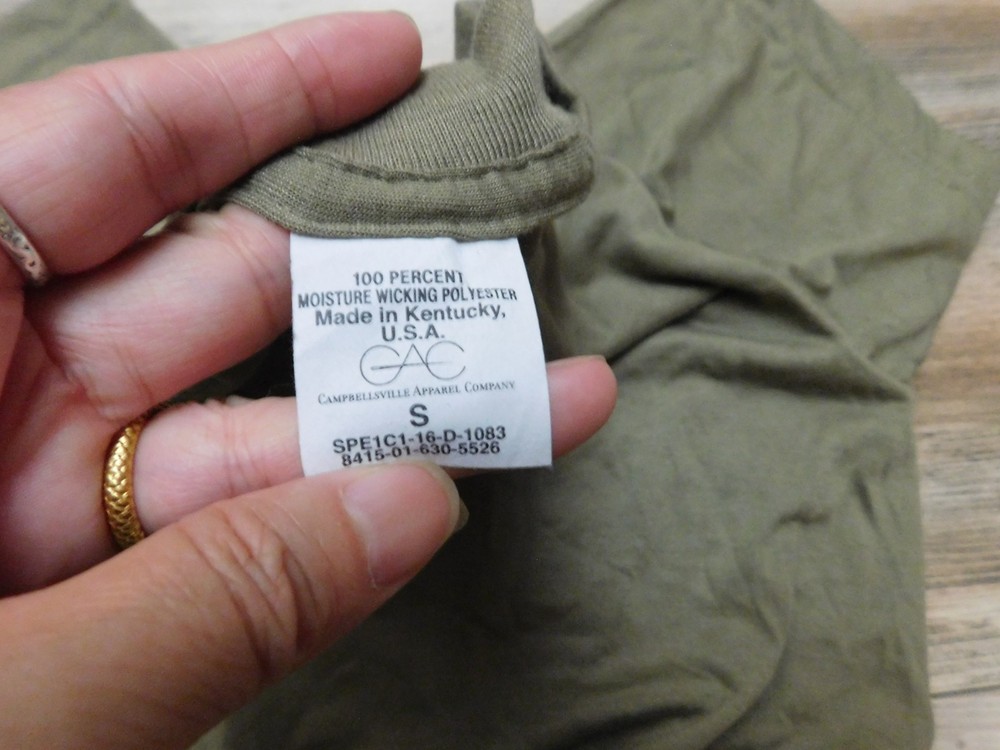 100 PERCENT
MOISTURE WICKING POLYESTER
Made in Kentucky,
U.S.A.
CAC
CAMPBELLSVILLE APPAREL COMPANY
S
SPE1C1-16-D-1083
8415-01-630-5526